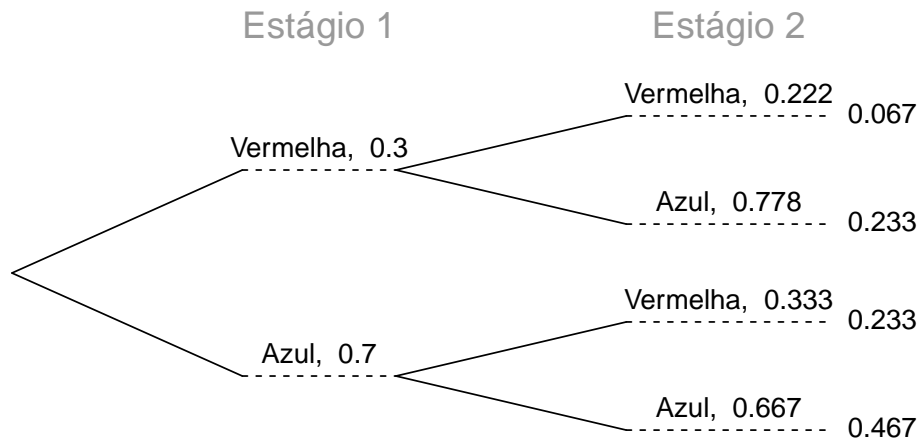 Estágio 1
Estágio 2
Vermelha, 0.222
0.067
Vermelha, 0.3
Azul, 0.778
0.233
Vermelha, 0.333
0.233
Azul, 0.7
Azul, 0.667
0.467